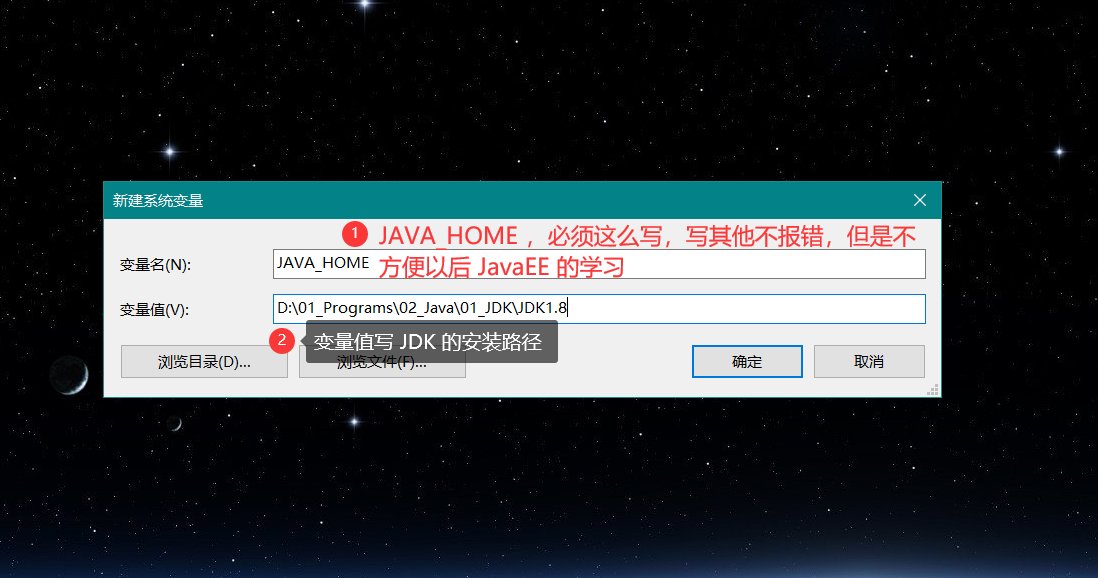 新建系统变量
1 JAVA_HOME ，必须这么写，写其他不报错，但是不
方便以后 JavaEE 的学习
变量名(N): JAVA_HOME
变量值(V): D:\01_Programs\02_Java\01_JDK\JDK1.8
2 变量值写 JDK 的安装路径
浏览目录(D)... 浏览文件(F)... 确定 取消